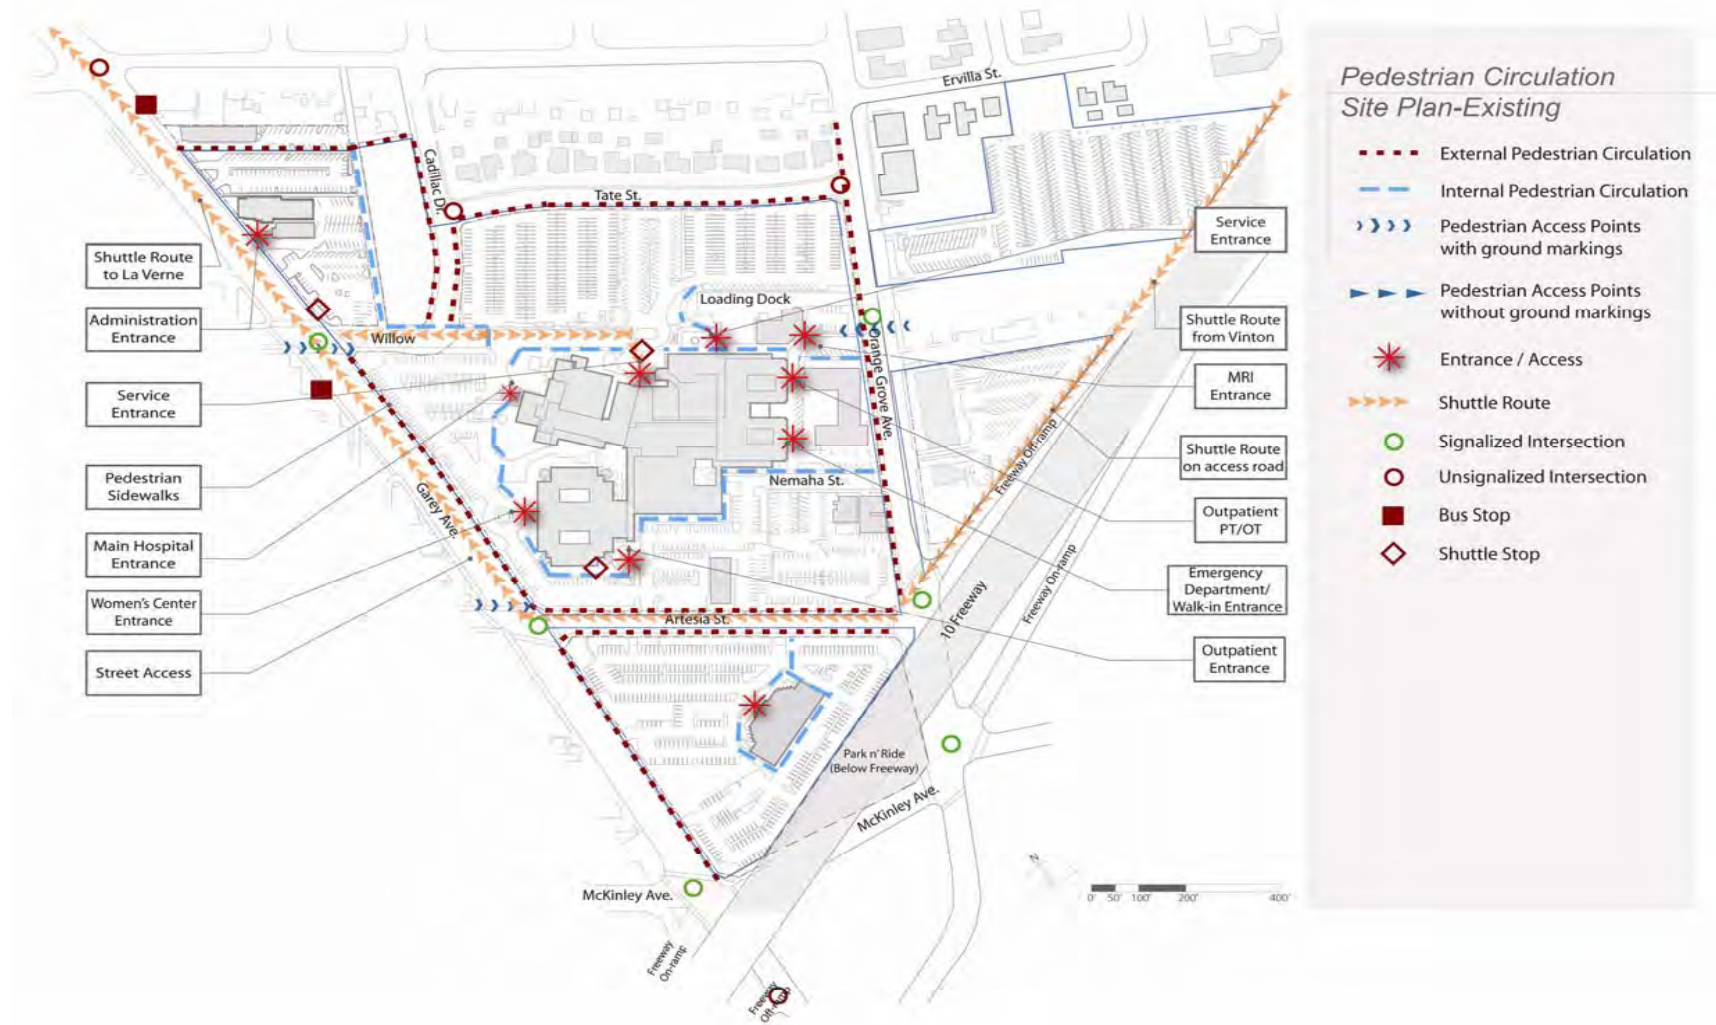 Pedestrian Circulation
Site Plan-Existing
External Pedestrian Circulation
Internal Pedestrian Circulation
Pedestrian Access Points
with ground markings
Pedestrian Access Points
without ground markings
Entrance / Access
Shuttle Route
Signalized Intersection
Unsignalized Intersection
Bus Stop
Shuttle Stop
Ervilla St.
Cadillac Dr.
Tate St.
Loading Dock
Willow
Orange Grove Ave.
Nemaha St.
Garey Ave.
Artesia St.
Freeway Off-ramp
10 Freeway
Freeway On-ramp
Park n' Ride
(Below Freeway)
McKinley Ave.
McKinley Ave.
Freeway
On-ramp
Freeway
Off-ramp
Shuttle Route
to La Verne
Administration
Entrance
Service
Entrance
Pedestrian
Sidewalks
Main Hospital
Entrance
Women's Center
Entrance
Street Access
Service
Entrance
Shuttle Route
from Vinton
MRI
Entrance
Shuttle Route
on access road
Outpatient
PT/OT
Emergency
Department/
Walk-in Entrance
Outpatient
Entrance
N
0' 50' 100' 200' 400'